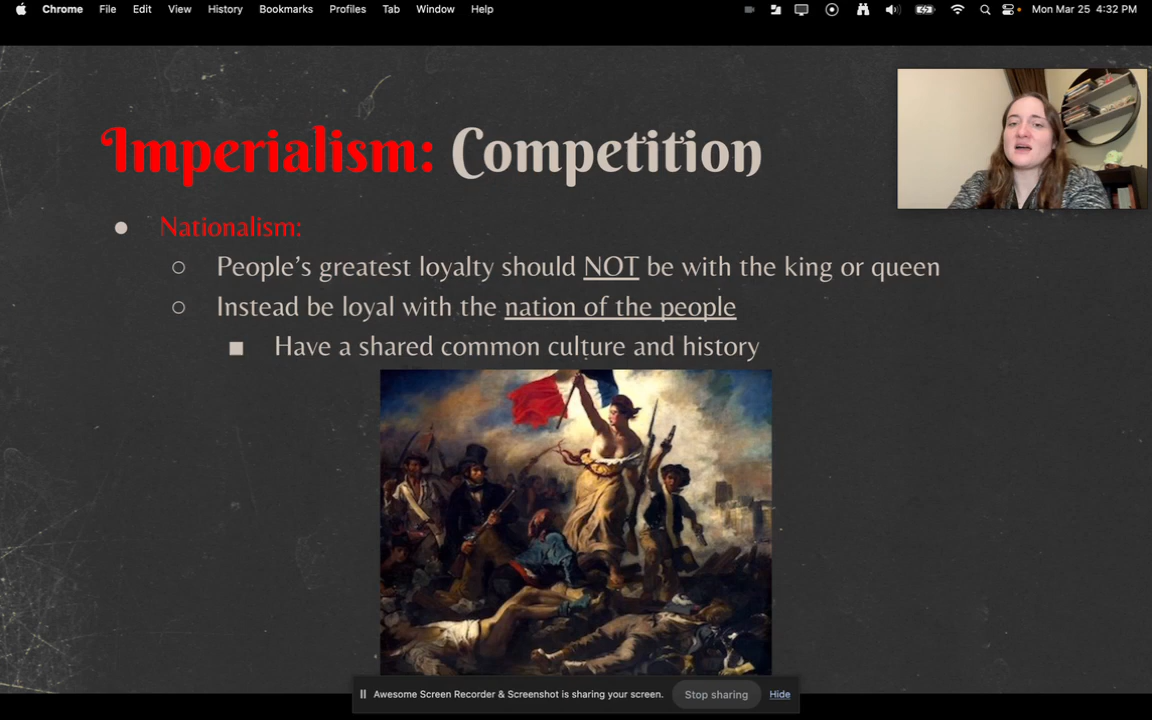 Chrome File Edit View History Bookmarks Profiles Tab Window Help Mon Mar 25 4:32 PM
Imperialism: Competition
● Nationalism:
○ People's greatest loyalty should NOT be with the king or queen
○ Instead be loyal with the nation of the people
■ Have a shared common culture and history
Awesome Screen Recorder & Screenshot is sharing your screen. Stop sharing Hide